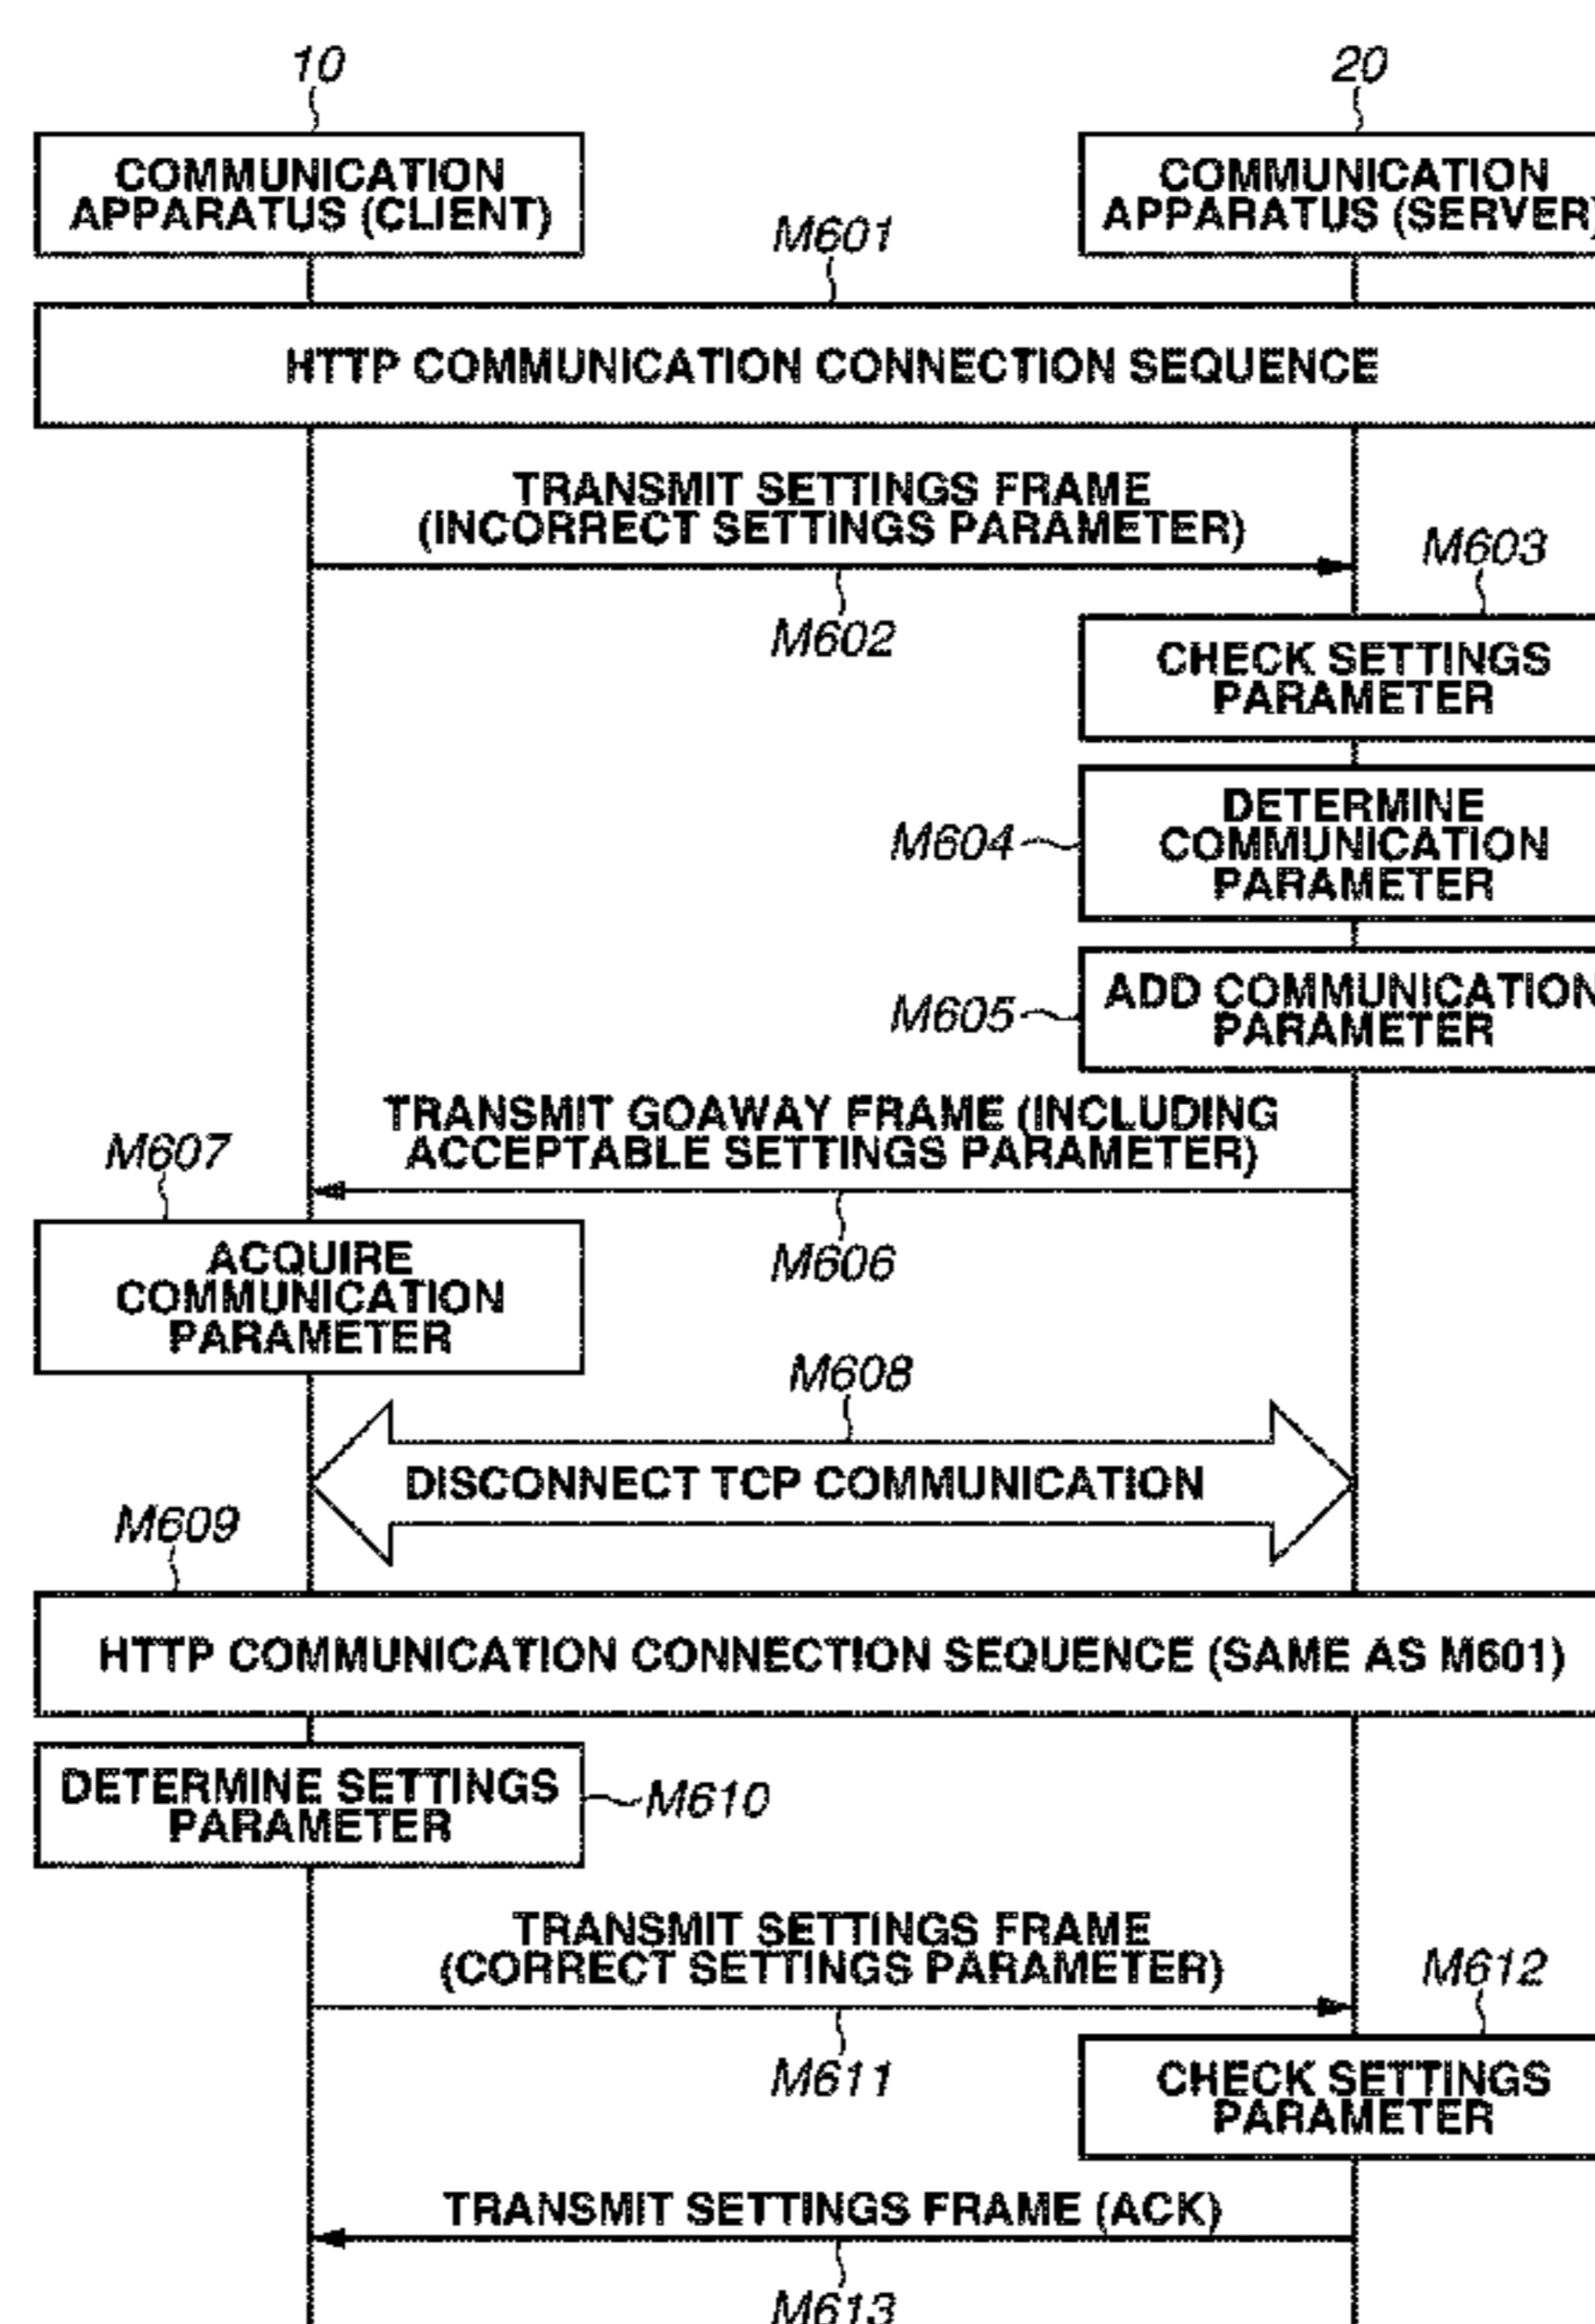 10
20
COMMUNICATION
APPARATUS (CLIENT)
COMMUNICATION
APPARATUS (SERVER)
M601
HTTP COMMUNICATION CONNECTION SEQUENCE
TRANSMIT SETTINGS FRAME
(INCORRECT SETTINGS PARAMETER)
M602
M603
CHECK SETTINGS
PARAMETER
M604
DETERMINE
COMMUNICATION
PARAMETER
M605
ADD COMMUNICATION
PARAMETER
TRANSMIT GOAWAY FRAME (INCLUDING
ACCEPTABLE SETTINGS PARAMETER)
M606
M607
ACQUIRE
COMMUNICATION
PARAMETER
M608
DISCONNECT TCP COMMUNICATION
M609
HTTP COMMUNICATION CONNECTION SEQUENCE (SAME AS M601)
DETERMINE SETTINGS
PARAMETER
M610
TRANSMIT SETTINGS FRAME
(CORRECT SETTINGS PARAMETER)
M611
M612
CHECK SETTINGS
PARAMETER
TRANSMIT SETTINGS FRAME (ACK)
M613